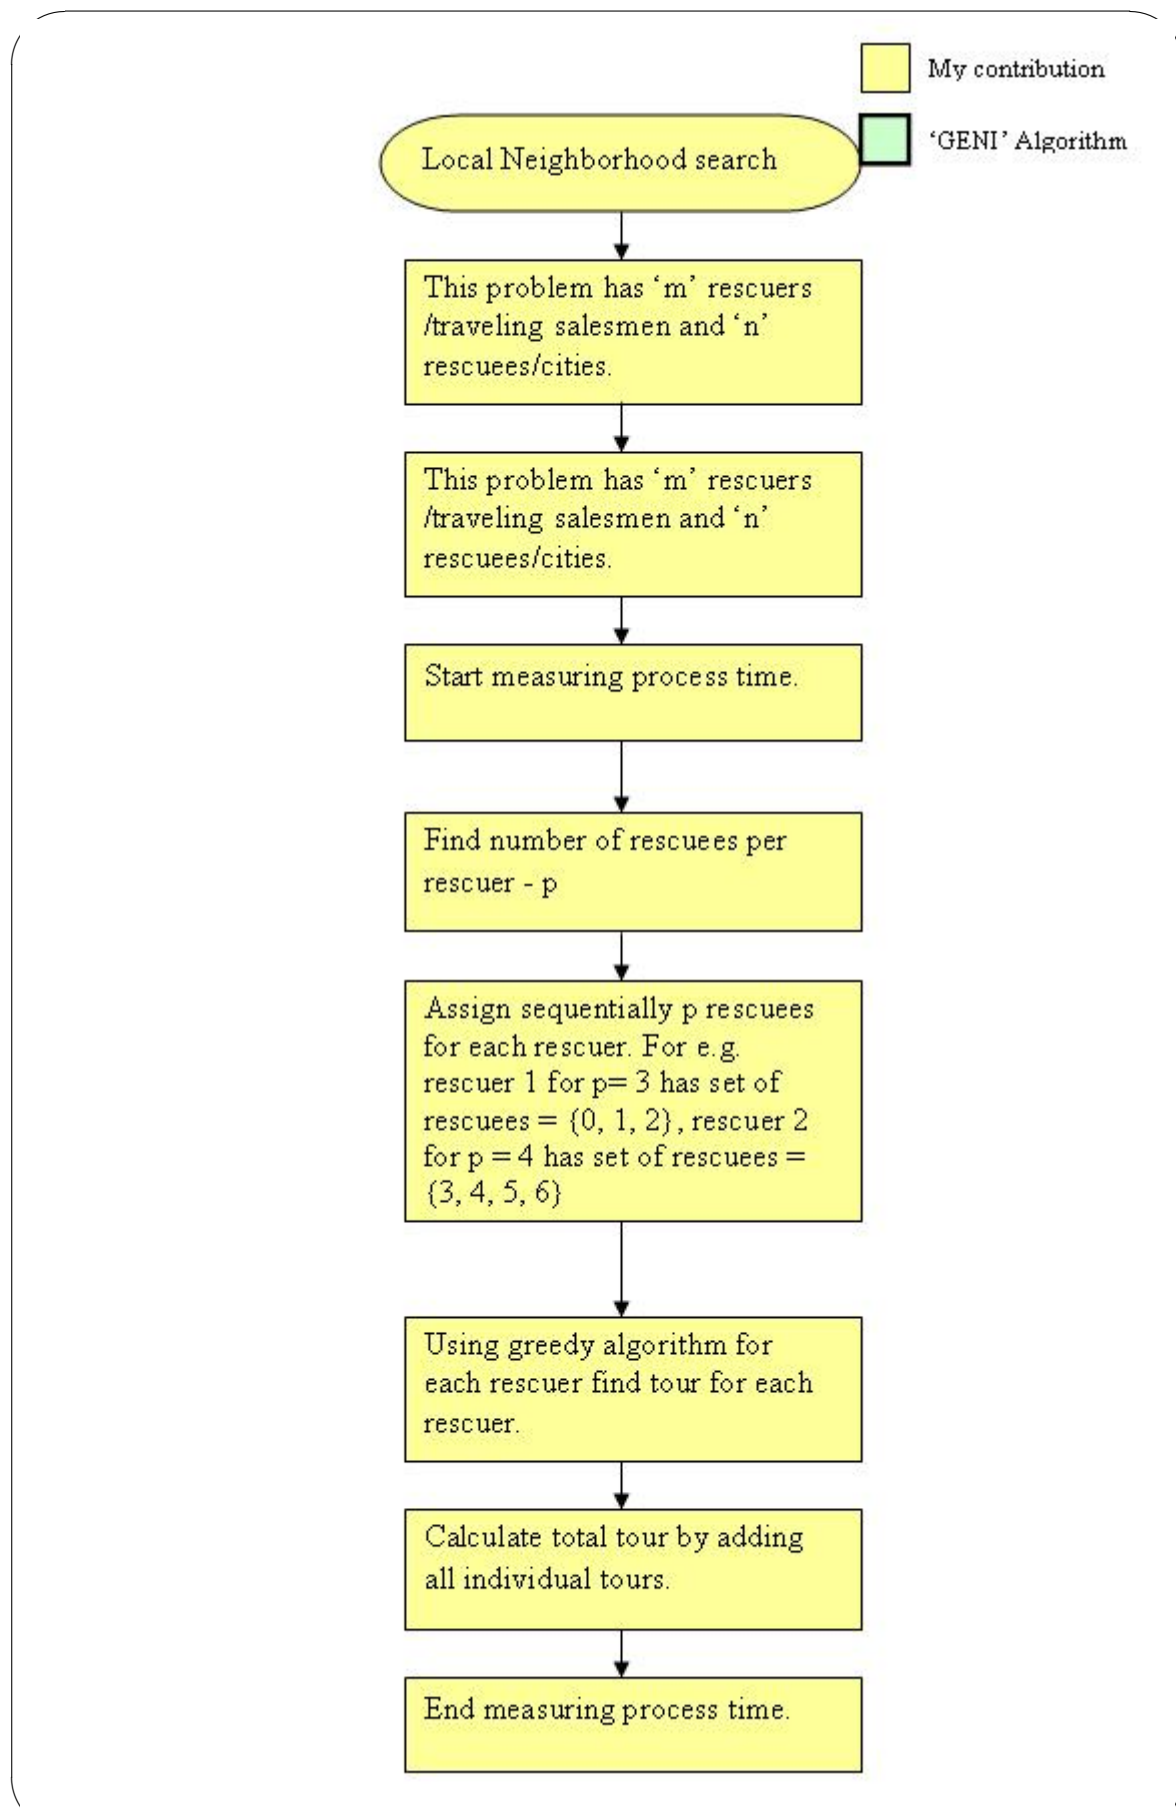 My contribution
‘GENI’ Algorithm
Local Neighborhood search
This problem has ‘m’ rescuers
/traveling salesmen and ‘n’
rescuees/cities.
This problem has ‘m’ rescuers
/traveling salesmen and ‘n’
rescuees/cities.
Start measuring process time.
Find number of rescuees per
rescuer - p
Assign sequentially p rescuees
for each rescuer. For e.g.
rescuer 1 for p= 3 has set of
rescuees = {0, 1, 2}, rescuer 2
for p = 4 has set of rescuees =
{3, 4, 5, 6}
Using greedy algorithm for
each rescuer find tour for each
rescuer.
Calculate total tour by adding
all individual tours.
End measuring process time.